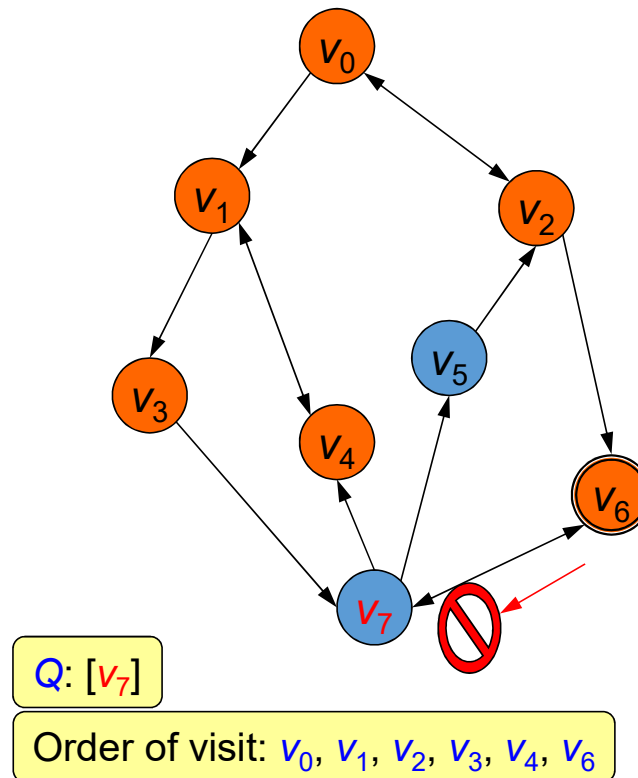 v0
v1
v2
v5
v3
v4
v6
v7
Q: [v7]
Order of visit: v0, v1, v2, v3, v4, v6